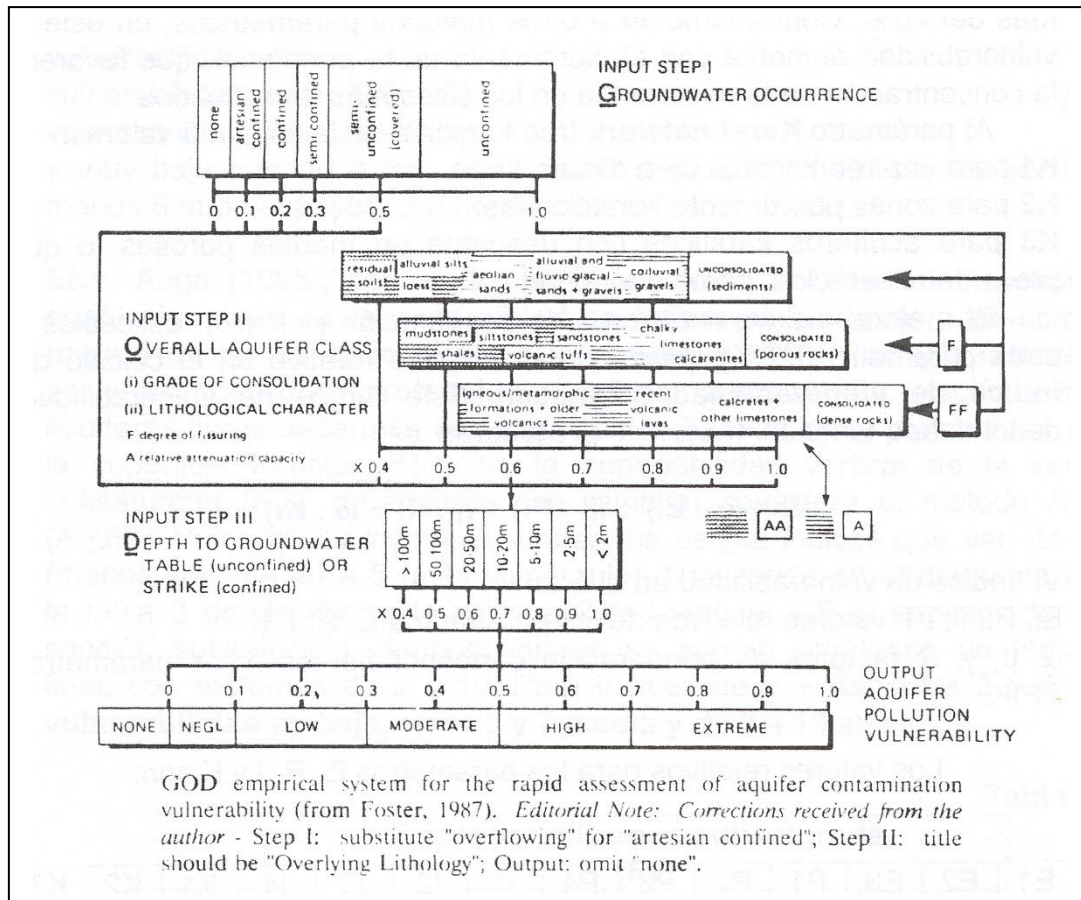 INPUT STEP I
GROUNDWATER OCCURRENCE
none
artesian confined
confined
semi-confined
semi-unconfined (covered)
unconfined
0 0.1 0.2 0.3 0.5 1.0
residual soils
alluvial silts
loess
aeolian sands
alluvial and fluvio glacial sands + gravels
colluvial gravels
UNCONSOLIDATED (sediments)
INPUT STEP II
OVERALL AQUIFER CLASS
(i) GRADE OF CONSOLIDATION
(ii) LITHOLOGICAL CHARACTER
F degree of fissuring
A relative attenuation capacity
mudstones
shales
siltstones
sandstones
volcanic tuffs
chalky limestones
calcarenites
CONSOLIDATED (porous rocks)
F
igneous/metamorphic formations + older volcanics
recent volcanic lavas
calcretes + other limestones
CONSOLIDATED (dense rocks)
FF
X 0.4 0.5 0.6 0.7 0.8 0.9 1.0
AA A
INPUT STEP III
DEPTH TO GROUNDWATER
TABLE (unconfined) OR
STRIKE (confined)
>100m
50 100m
20-50m
10-20m
5-10m
2-5m
< 2m
X 0.4 0.5 0.6 0.7 0.8 0.9 1.0
0 0.1 0.2 0.3 0.4 0.5 0.6 0.7 0.8 0.9 1.0
NONE NEGL LOW MODERATE HIGH EXTREME
OUTPUT
AQUIFER
POLLUTION
VULNERABILITY
GOD empirical system for the rapid assessment of aquifer contamination
vulnerability (from Foster, 1987). Editorial Note: Corrections received from the
author - Step I: substitute "overflowing" for "artesian confined"; Step II: title
should be "Overlying Lithology"; Output: omit "none".